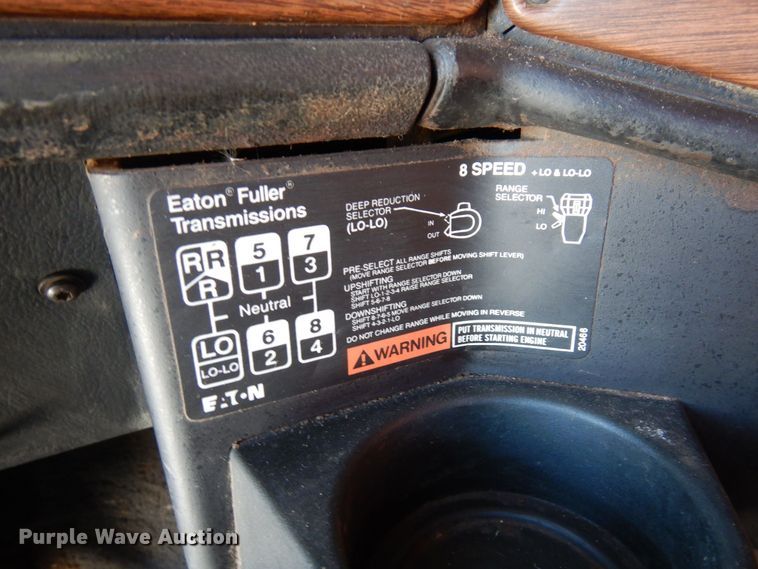 Eaton® Fuller®
Transmissions
8 SPEED + LO & LO-LO
DEEP REDUCTION
SELECTOR
(LO-LO)
IN
OUT
RANGE
SELECTOR
HI
LO
RR
R
5
1
7
3
Neutral
LO
LO-LO
6
2
8
4
PRE-SELECT ALL RANGE SHIFTS
(MOVE RANGE SELECTOR BEFORE MOVING SHIFT LEVER)
UPSHIFTING
START WITH RANGE SELECTOR DOWN
SHIFT LO-1-2-3-4 RAISE RANGE SELECTOR
SHIFT 5-6-7-8
DOWNSHIFTING
SHIFT 8-7-6-5 MOVE RANGE SELECTOR DOWN
SHIFT 4-3-2-1-LO
DO NOT CHANGE RANGE WHILE MOVING IN REVERSE
WARNING
PUT TRANSMISSION IN NEUTRAL
BEFORE STARTING ENGINE
20468
EATON
Purple Wave Auction